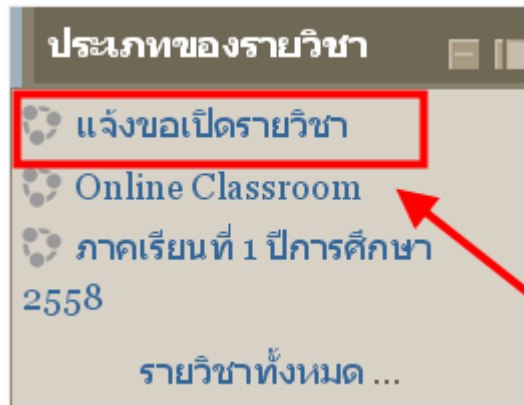 ประเภทของรายวิชา
แจ้งขอเปิดรายวิชา
Online Classroom
ภาคเรียนที่ 1 ปีการศึกษา
2558
รายวิชาทั้งหมด ...